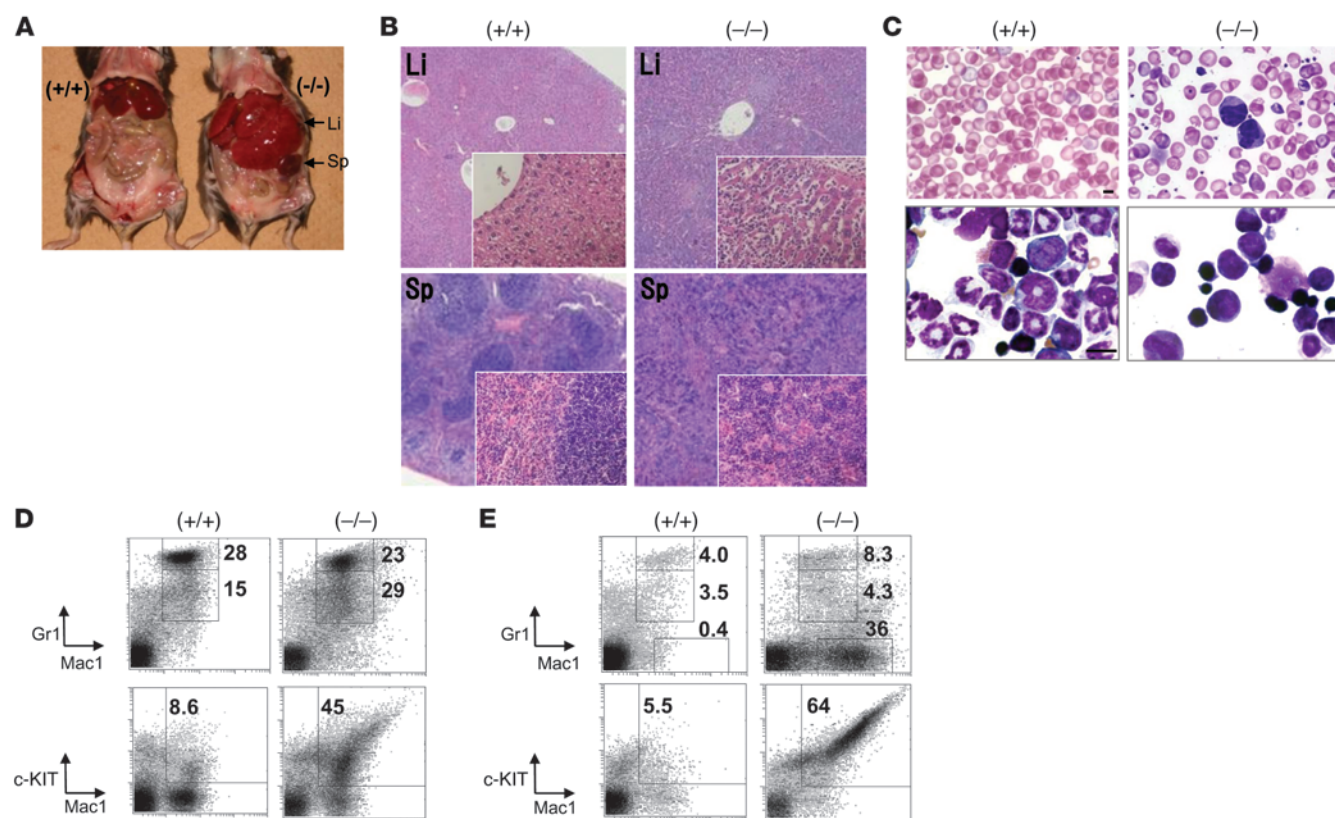 A
(+/+)
(-/-)
Li
Sp
B
(+/+)
(−/−)
Li
Li
Sp
Sp
C
(+/+)
(−/−)
D
(+/+)
(−/−)
28
15
23
29
Gr1
Mac1
8.6
45
c-KIT
Mac1
E
(+/+)
(−/−)
4.0
3.5
0.4
8.3
4.3
36
Gr1
Mac1
5.5
64
c-KIT
Mac1